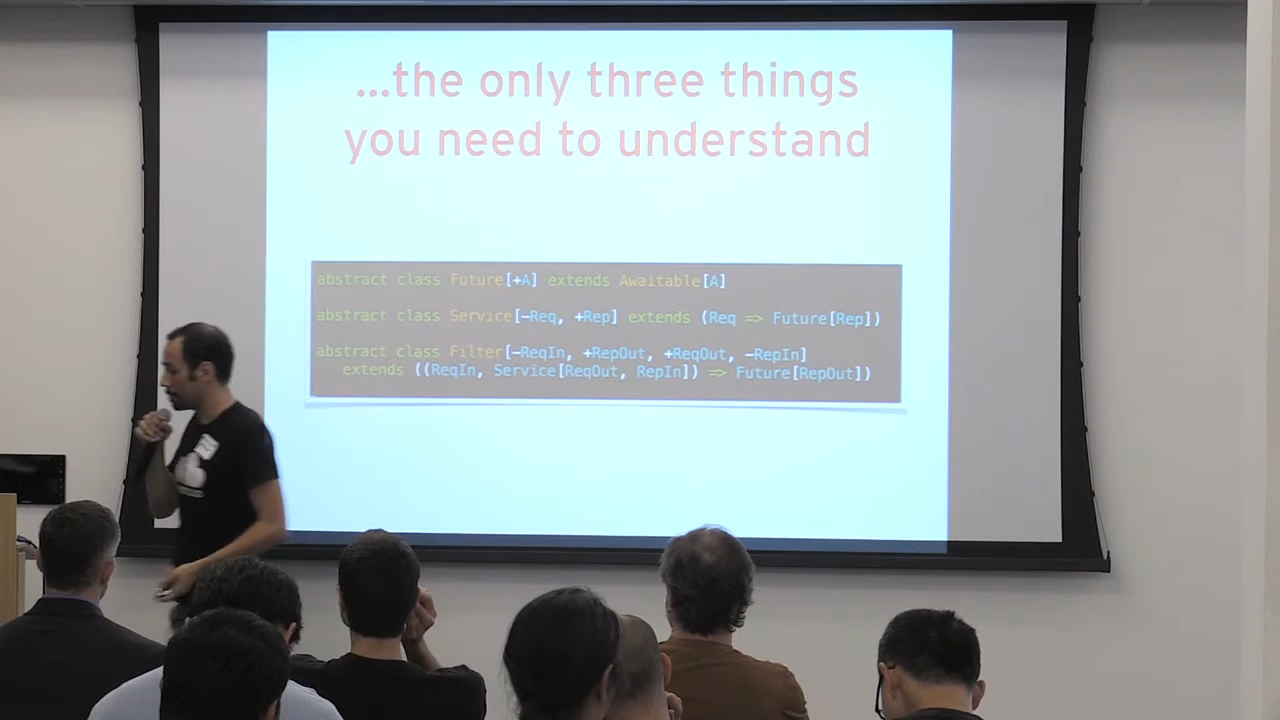 ...the only three things
you need to understand
abstract class Future[+A] extends Awaitable[A]
abstract class Service[-Req, +Rep] extends (Req => Future[Rep])
abstract class Filter[-ReqIn, +RepOut, +ReqOut, -RepIn]
extends ((ReqIn, Service[ReqOut, RepIn]) => Future[RepOut])